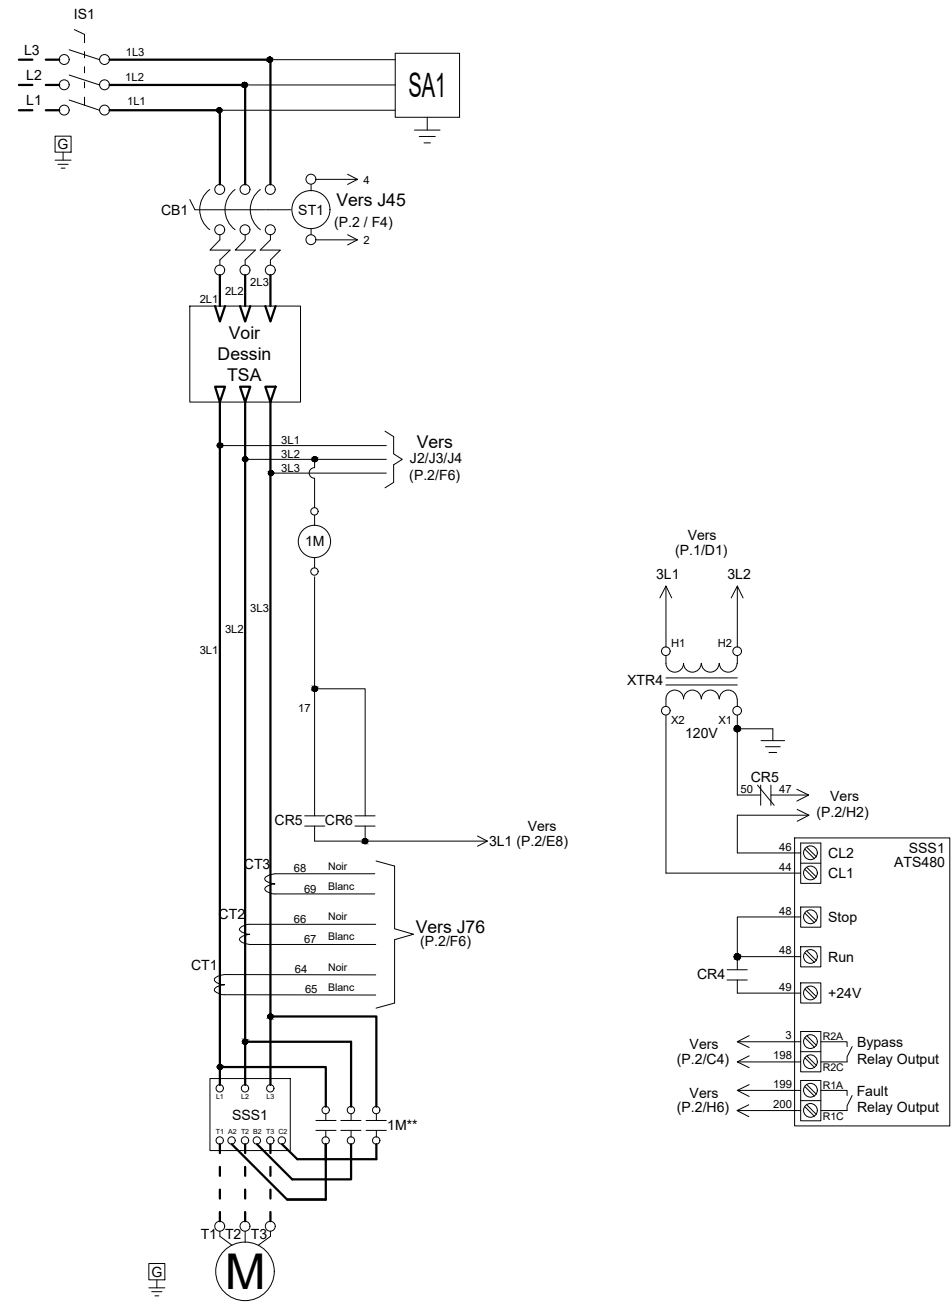 IS1
L3
1L3
L2
1L2
L1
1L1
SA1
G
4
CB1
ST1
Vers J45
(P.2 / F4)
2
2L1
2L2
2L3
Voir
Dessin
TSA
3L1
3L2
3L3
Vers
J2/J3/J4
(P.2/F6)
1M
3L3
3L2
3L1
17
CR5
CR6
Vers
3L1 (P.2/E8)
CT3
68
Noir
69
Blanc
CT2
66
Noir
67
Blanc
Vers J76
(P.2/F6)
CT1
64
Noir
65
Blanc
L1
L2
L3
SSS1
T1
A2
T2
B2
T3
C2
1M**
T1
T2
T3
M
G
Vers
(P.1/D1)
3L1
3L2
H1
H2
XTR4
X2
X1
120V
CR5
50
47
Vers
(P.2/H2)
SSS1
ATS480
46
CL2
44
CL1
48
Stop
48
Run
CR4
49
+24V
Vers
(P.2/C4)
3
R2A
Bypass
198
R2C
Relay Output
Vers
(P.2/H6)
199
R1A
Fault
200
R1C
Relay Output